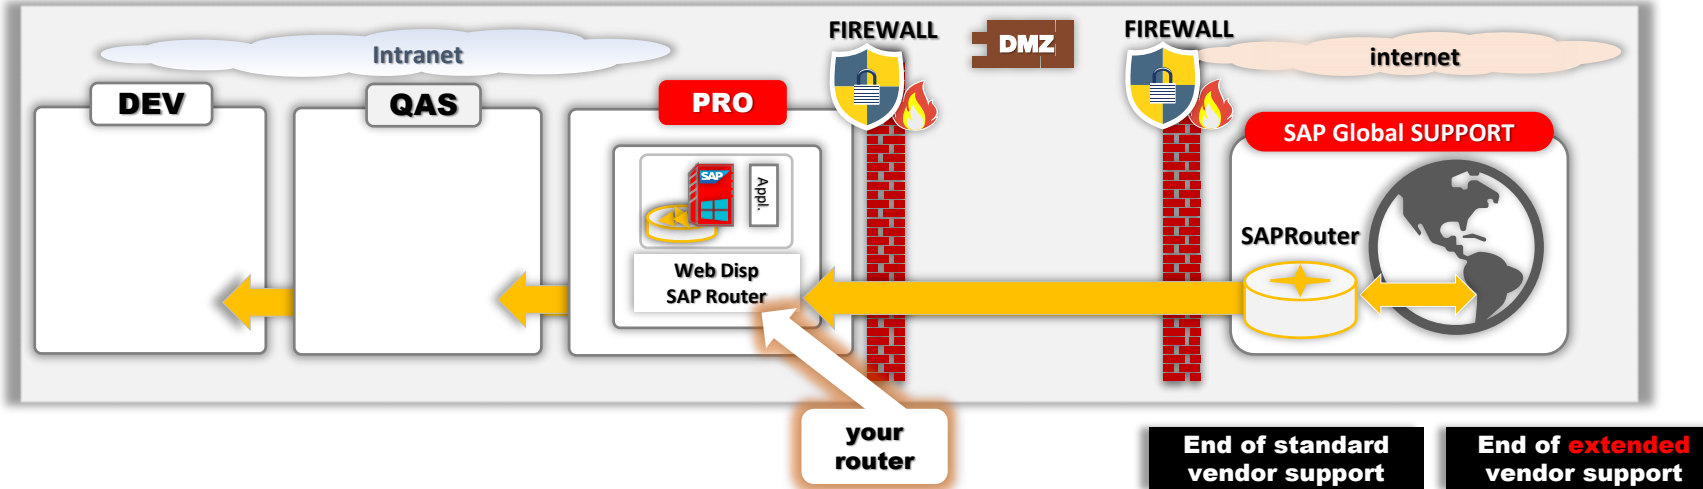 FIREWALL
DMZ
FIREWALL
Intranet
internet
DEV
QAS
PRO
SAP Global SUPPORT
SAP
Appl.
SAPRouter
Web Disp
SAP Router
your
router
End of standard
vendor support
End of extended
vendor support